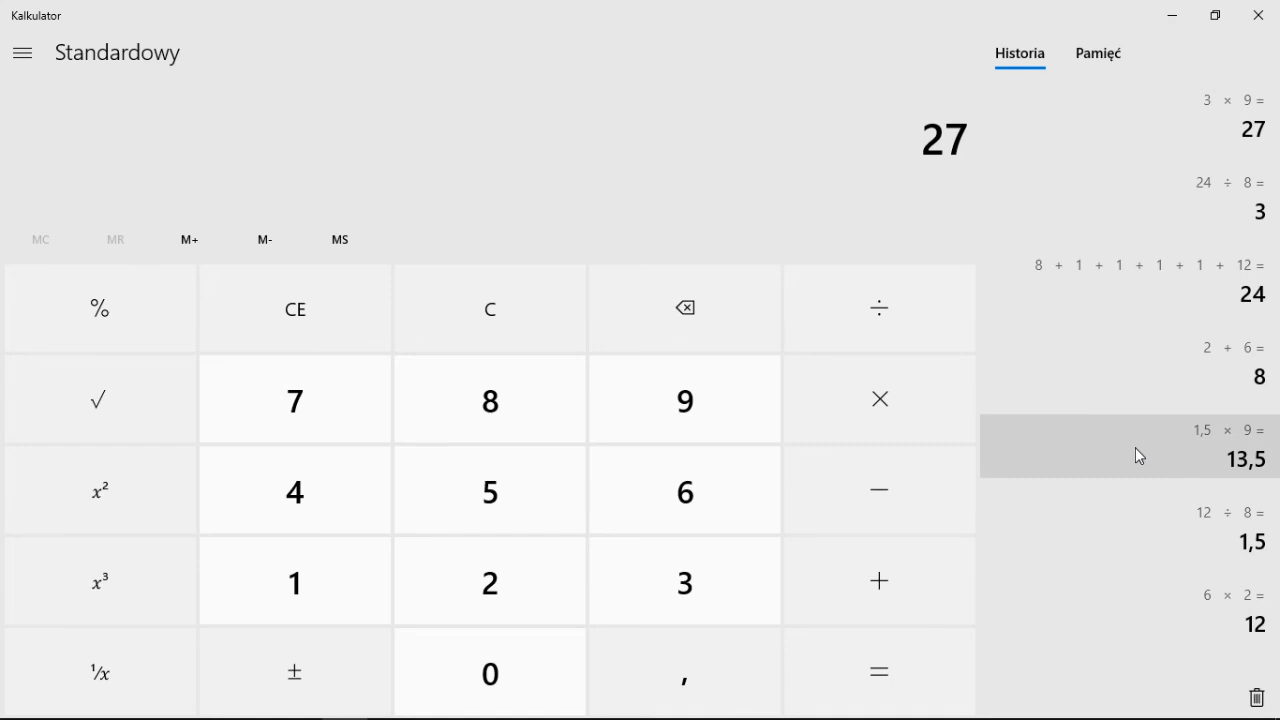 Kalkulator
Standardowy
27
MC MR M+ M- MS
% CE C ÷
√ 7 8 9 ×
x² 4 5 6 −
x³ 1 2 3 +
¹/x ± 0 , =
Historia Pamięć
3 × 9 =
27
24 ÷ 8 =
3
8 + 1 + 1 + 1 + 1 + 12 =
24
2 + 6 =
8
1,5 × 9 =
13,5
12 ÷ 8 =
1,5
6 × 2 =
12